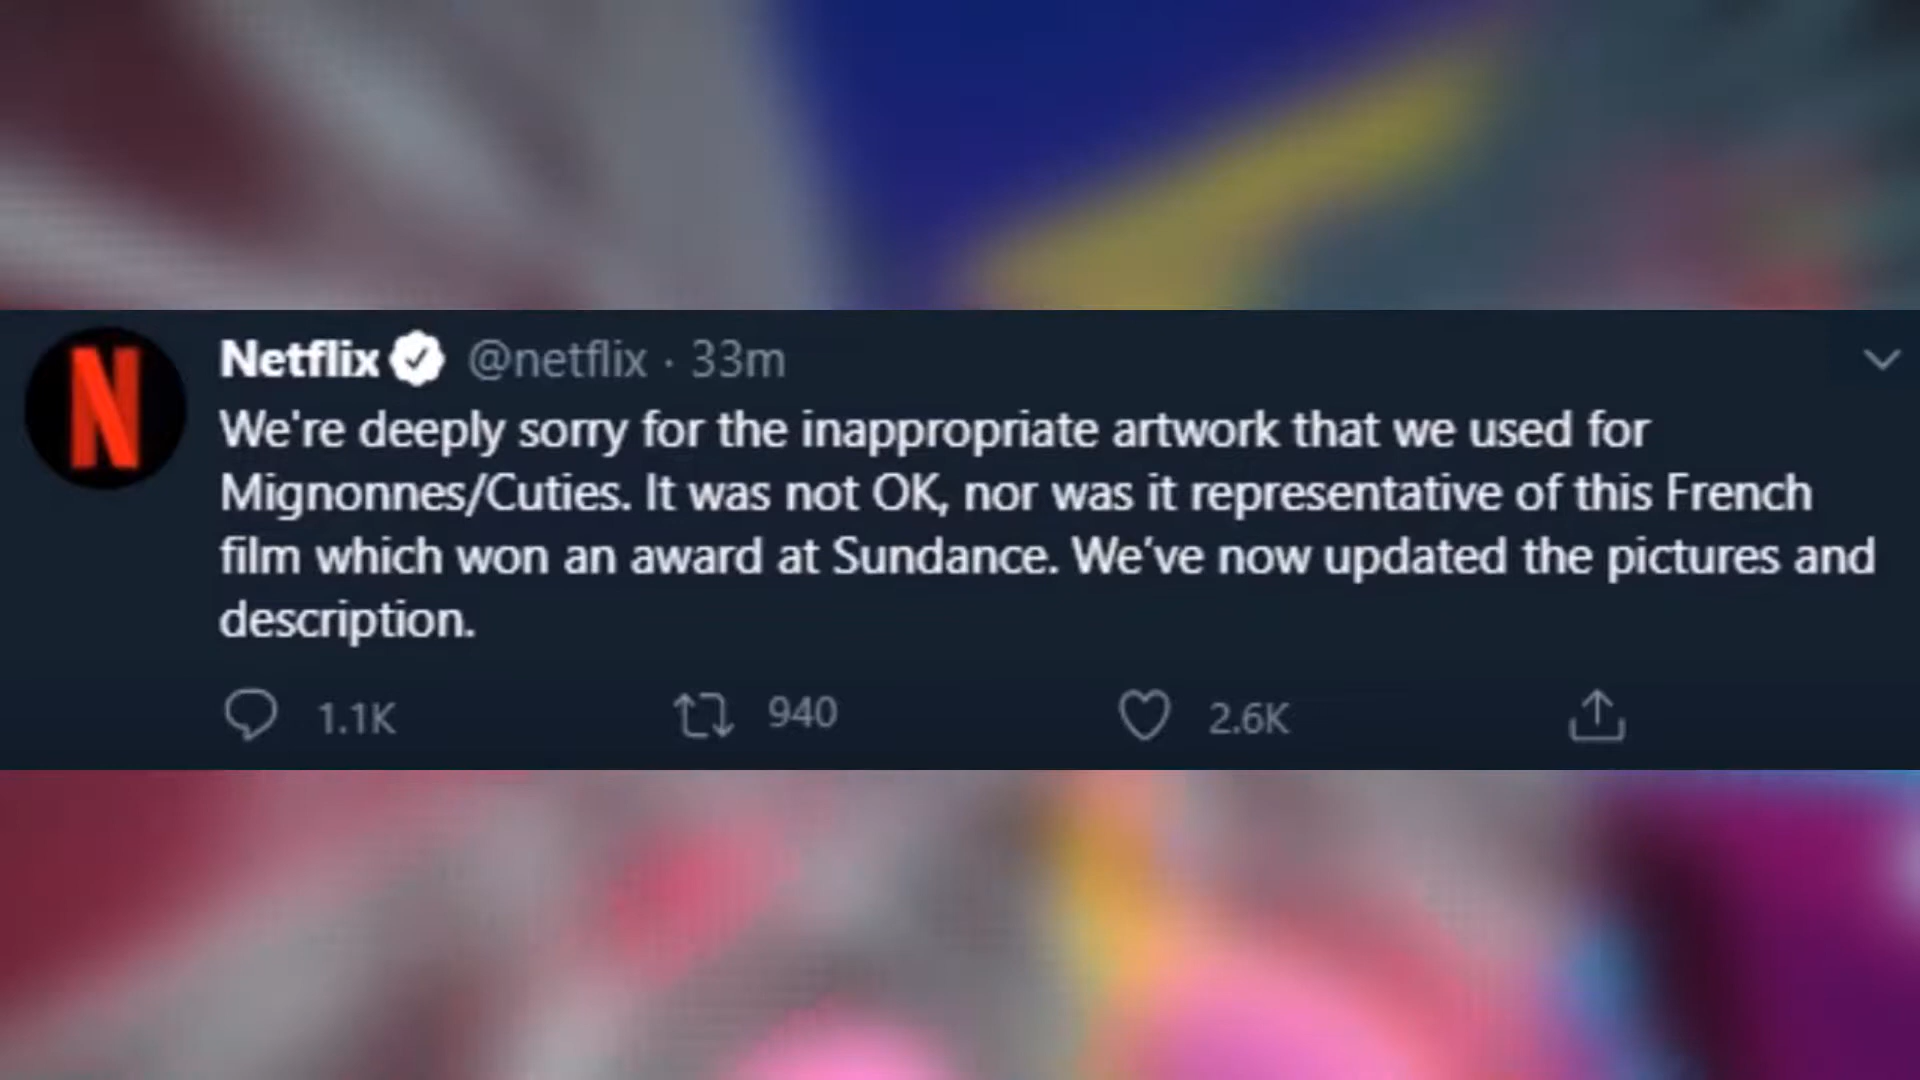 Netflix @netflix · 33m
We're deeply sorry for the inappropriate artwork that we used for
Mignonnes/Cuties. It was not OK, nor was it representative of this French
film which won an award at Sundance. We’ve now updated the pictures and
description.
1.1K 940 2.6K